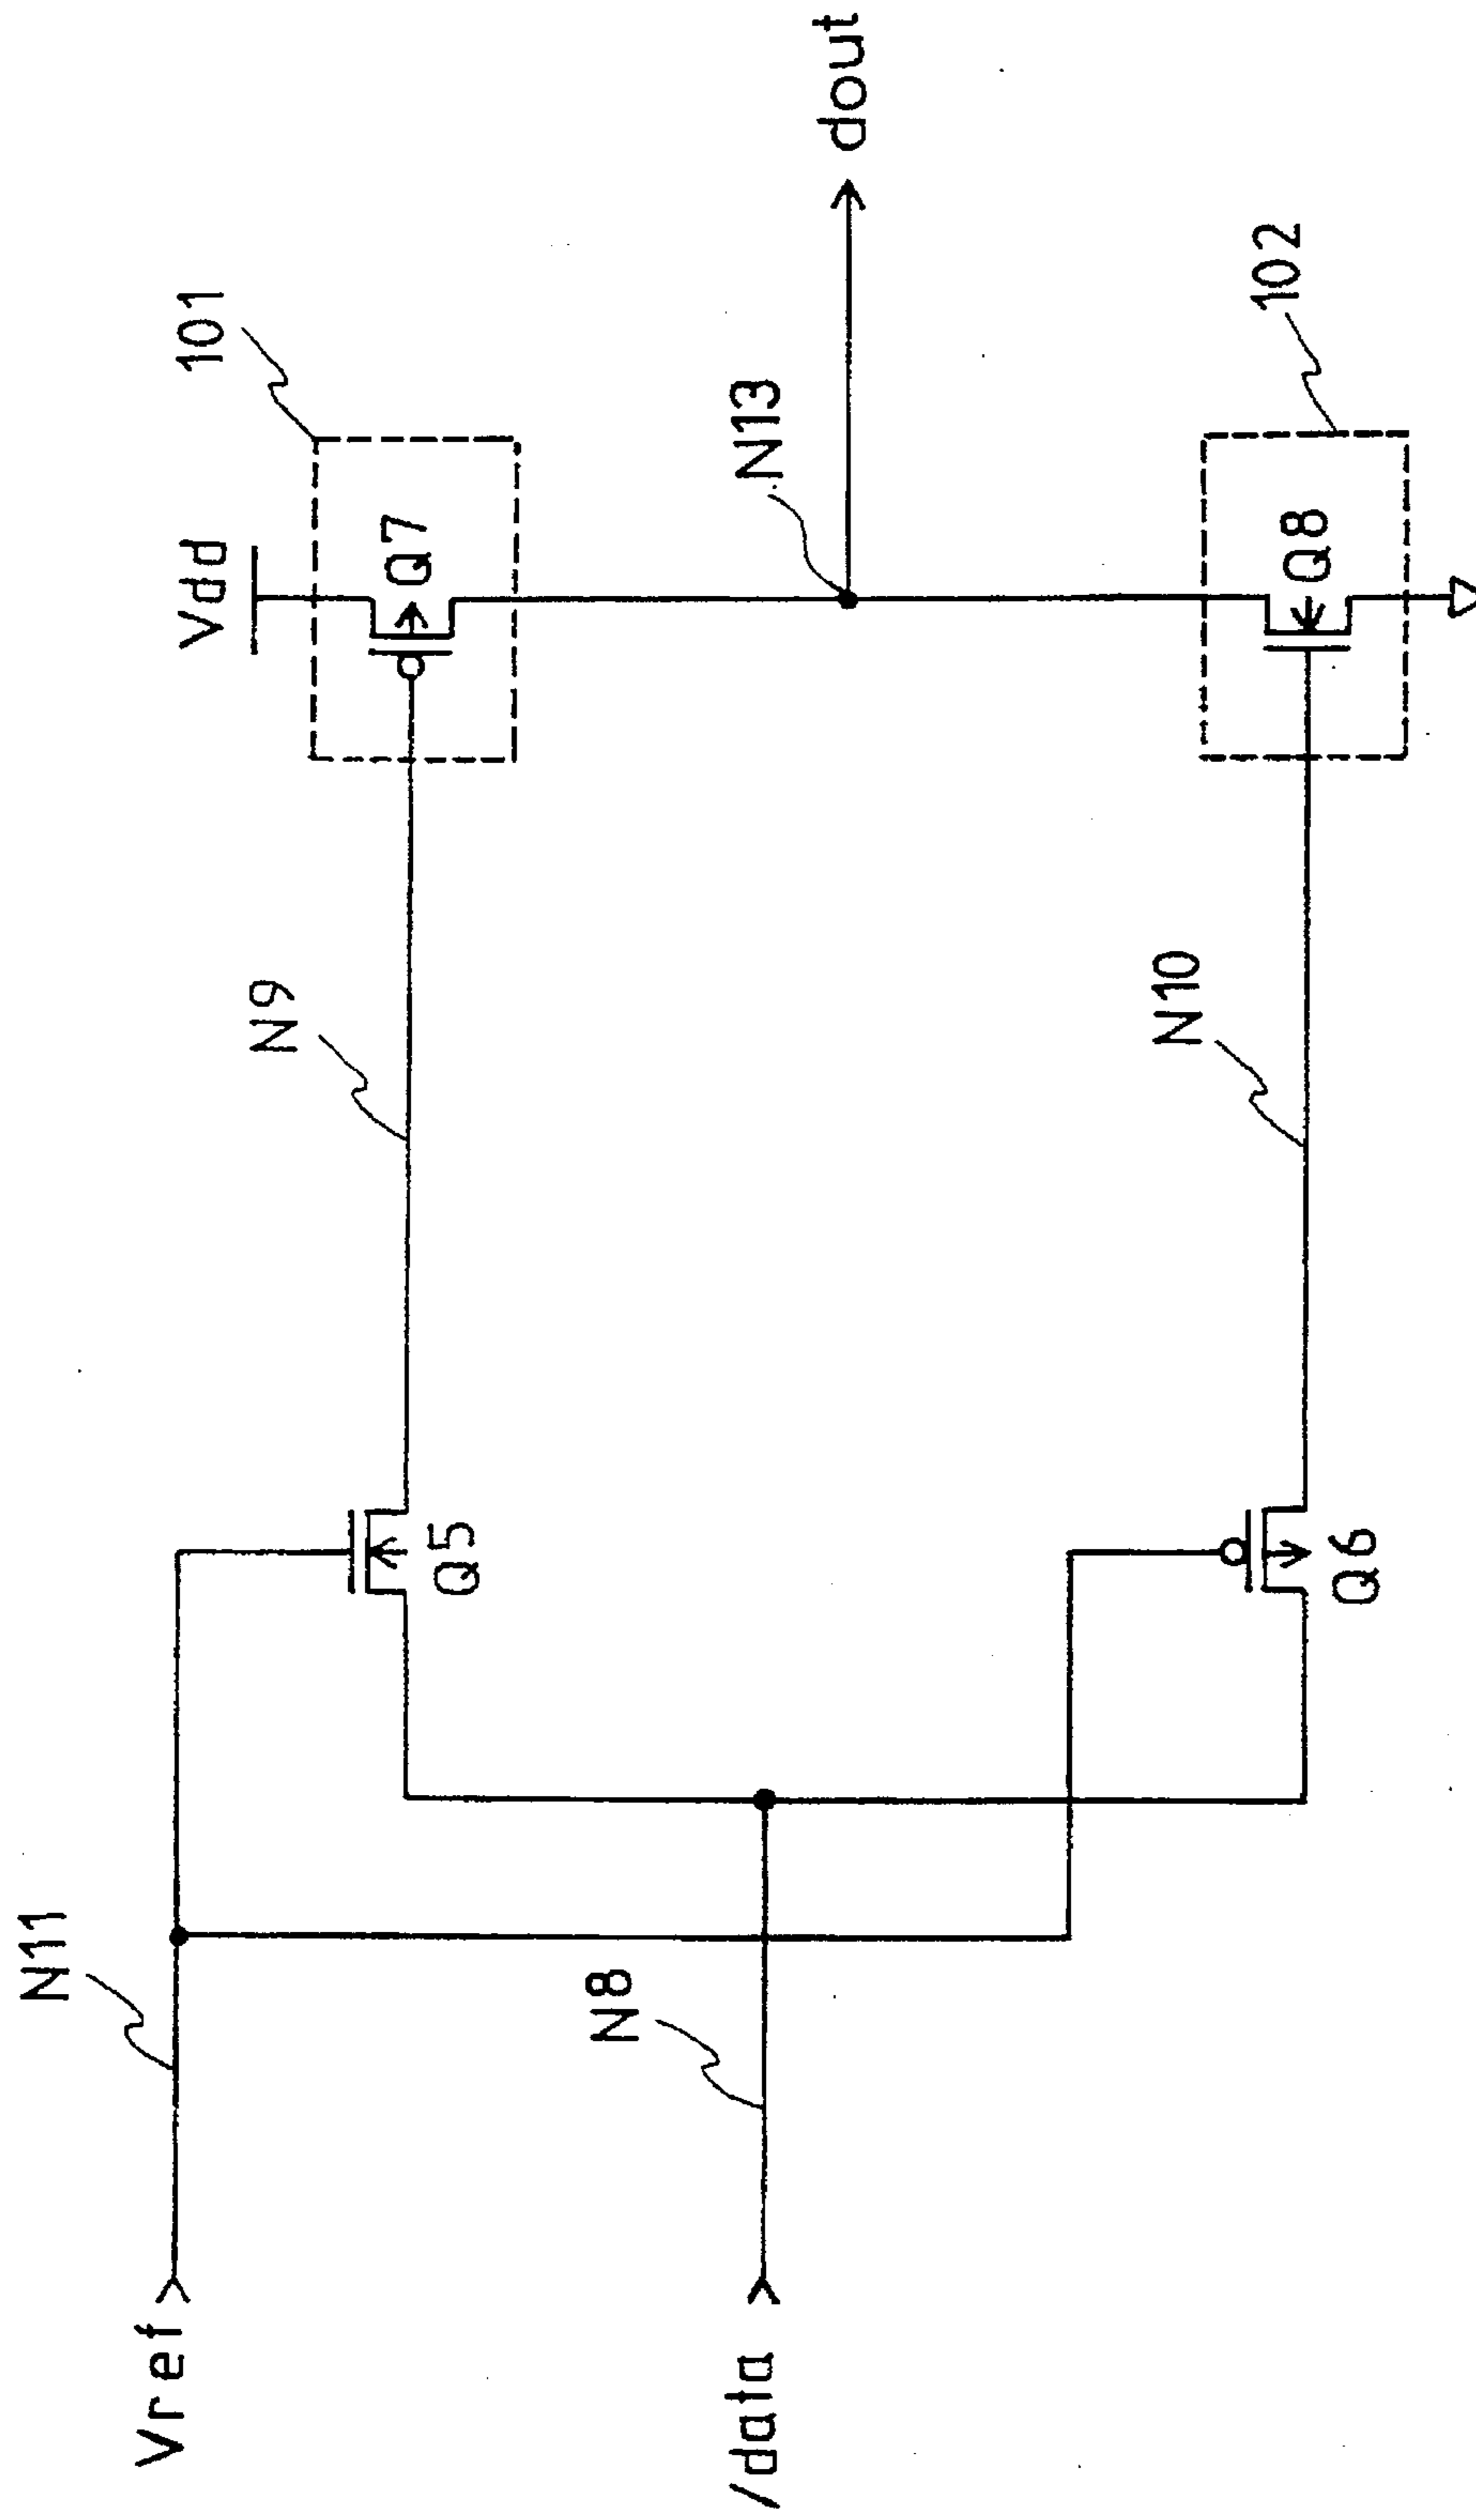 Vdd
101
Q7
N9
N11
Vref
Q5
N13
dout
N8
/data
N10
Q8
102
Q6